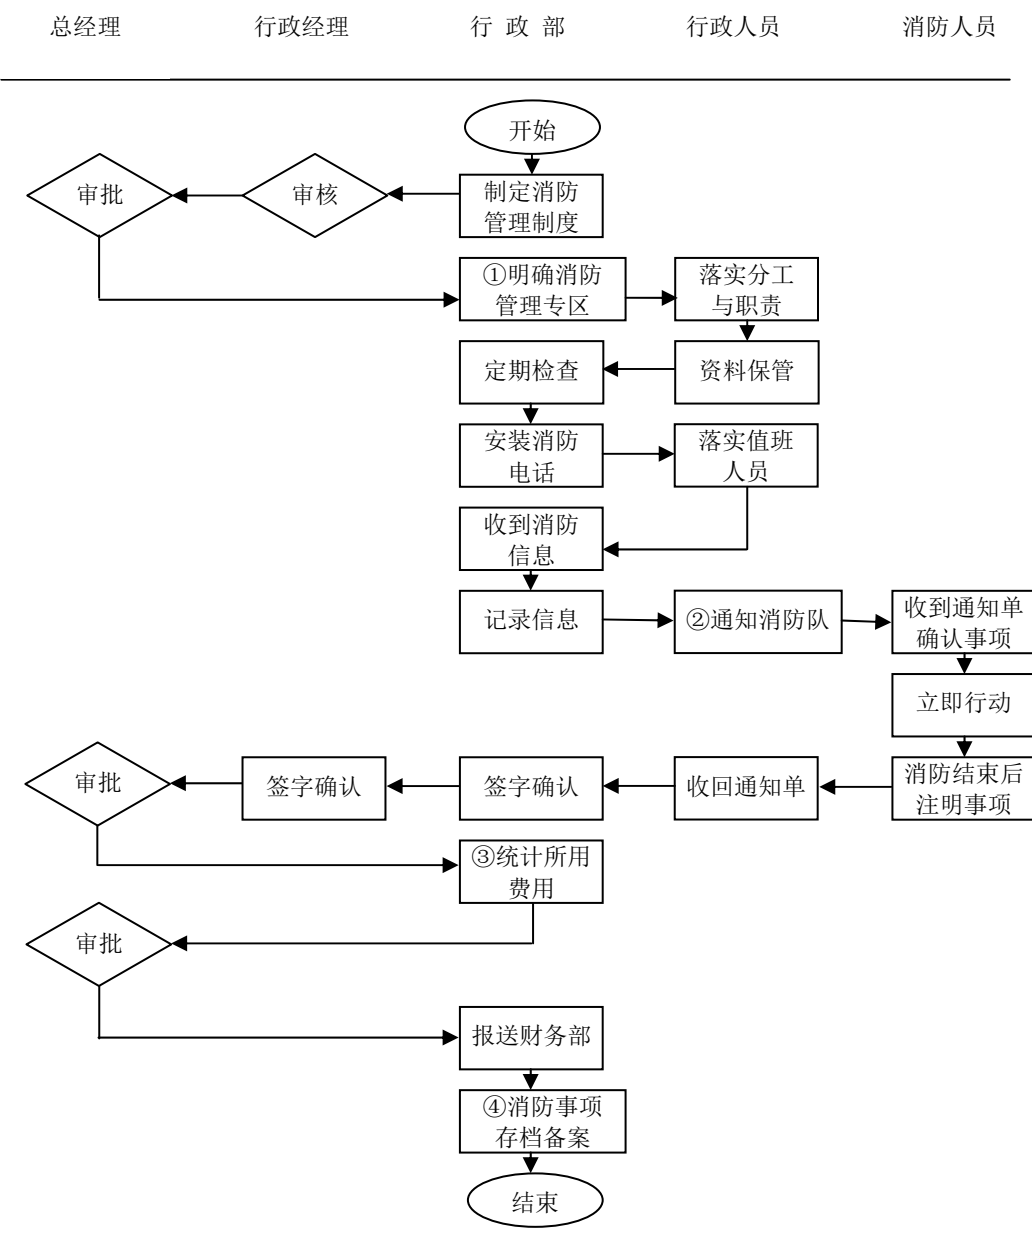 总经理
行政经理
行 政 部
行政人员
消防人员
开始
审批
审核
制定消防
管理制度
①明确消防
管理专区
落实分工
与职责
定期检查
资料保管
安装消防
电话
落实值班
人员
收到消防
信息
记录信息
②通知消防队
收到通知单
确认事项
立即行动
审批
签字确认
签字确认
收回通知单
消防结束后
注明事项
③统计所用
费用
审批
报送财务部
④消防事项
存档备案
结束